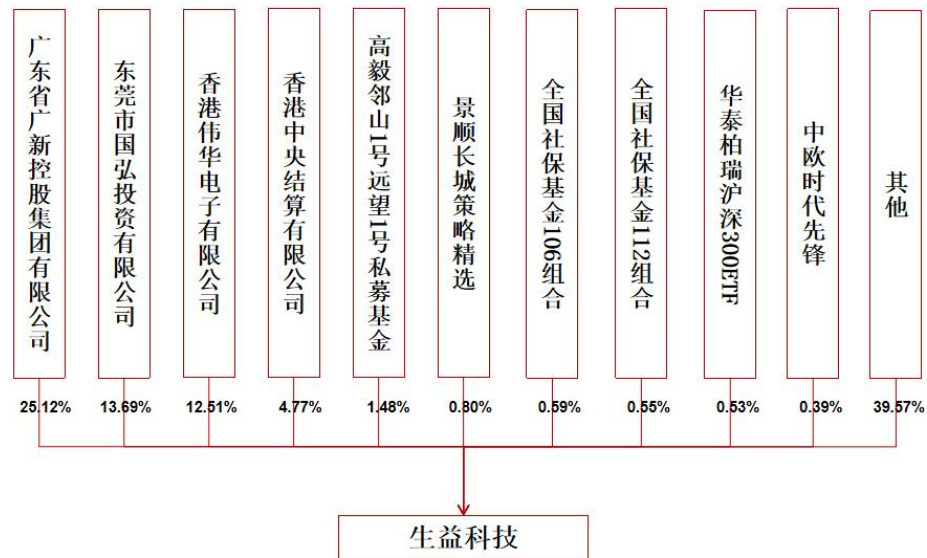 广东省广新控股集团有限公司
东莞市国弘投资有限公司
香港伟华电子有限公司
香港中央结算有限公司
高毅邻山1号远望1号私募基金
景顺长城策略精选
全国社保基金106组合
全国社保基金112组合
华泰柏瑞沪深300ETF
中欧时代先锋
其他
25.12%
13.69%
12.51%
4.77%
1.48%
0.80%
0.59%
0.55%
0.53%
0.39%
39.57%
生益科技